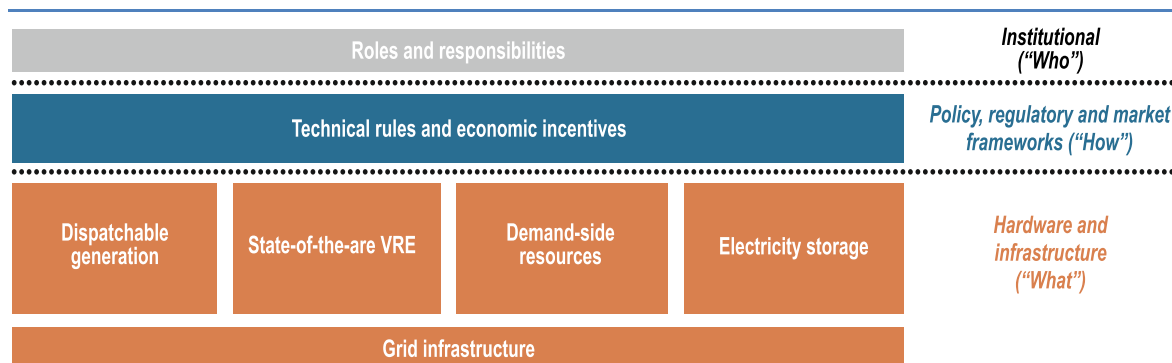 Roles and responsibilities
Institutional
(“Who”)
Technical rules and economic incentives
Policy, regulatory and market
frameworks (“How”)
Dispatchable
generation
State-of-the-are VRE
Demand-side
resources
Electricity storage
Hardware and
infrastructure
(“What”)
Grid infrastructure